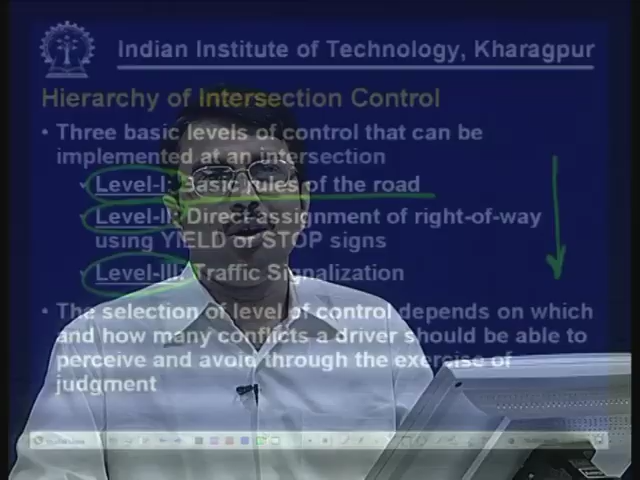 Indian Institute of Technology, Kharagpur
Hierarchy of Intersection Control
• Three basic levels of control that can be
implemented at an intersection
Level-I: Basic rules of the road
Level-II: Direct assignment of right-of-way
using YIELD or STOP signs
Level-III: Traffic Signalization
• The selection of level of control depends on which
and how many conflicts a driver should be able to
perceive and avoid through the exercise of
judgment